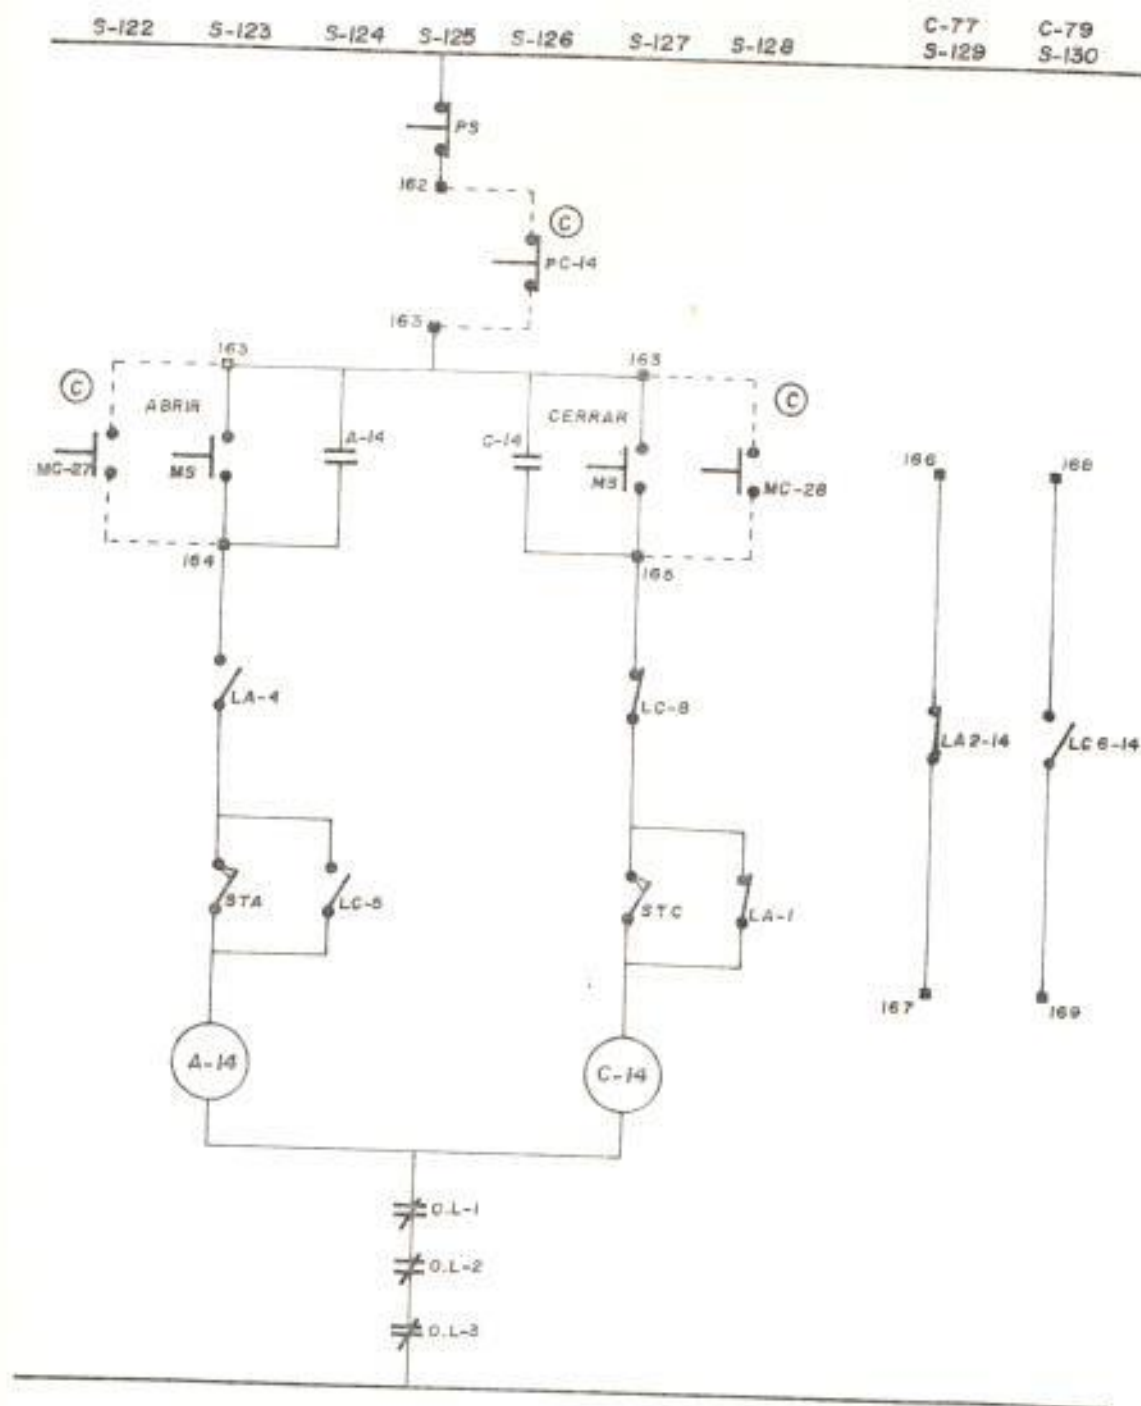 S-122 S-123 S-124 S-125 S-126 S-127 S-128 C-77 C-79
S-129 S-130
PS
162
C
PC-14
163
163
163
C
C
ABRIR
CERRAR
A-14
C-14
MC-27
MS
MS
MC-28
166
168
164
165
LA-4
LC-8
LA2-14
LC6-14
STA
LC-5
STC
LA-1
167
169
A-14
C-14
O.L-1
O.L-2
O.L-3